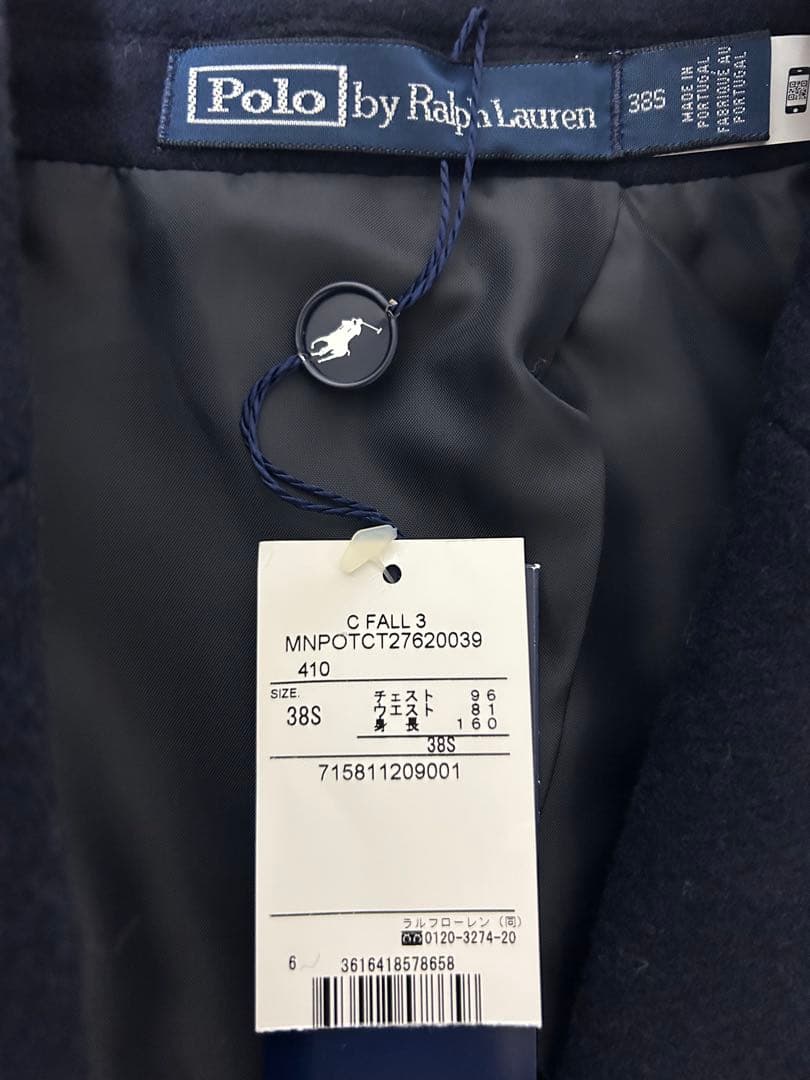 Polo by Ralph Lauren
38S
MADE IN
PORTUGAL
FABRIQUÉ AU
PORTUGAL
C FALL 3
MNPOTCT27620039
410
SIZE.
38S
チェスト 96
ウエスト 81
身長 160
38S
715811209001
ラルフローレン（同）
0120-3274-20
6 3616418578658